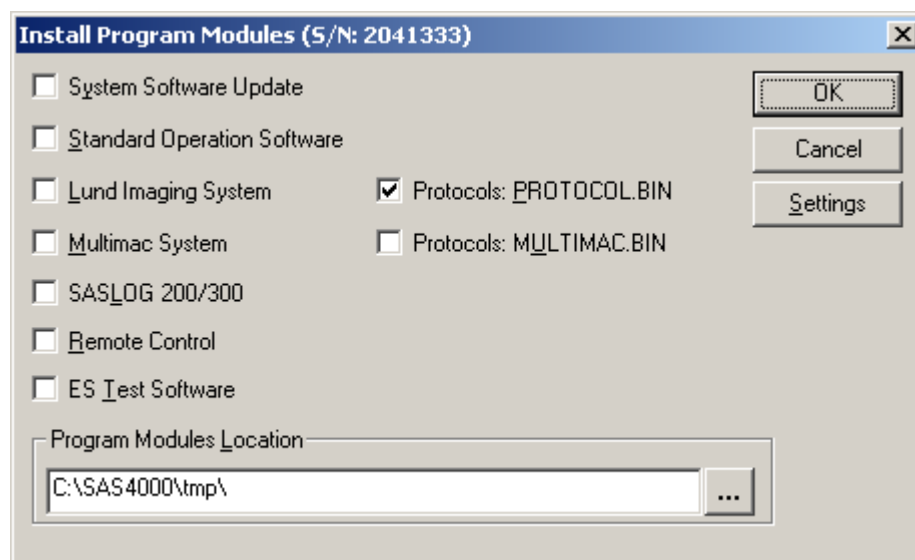 Install Program Modules (S/N: 2041333)
System Software Update
OK
Standard Operation Software
Cancel
Lund Imaging System
Protocols: PROTOCOL.BIN
Settings
Multimac System
Protocols: MULTIMAC.BIN
SASLOG 200/300
Remote Control
ES Test Software
Program Modules Location
C:\SAS4000\tmp\
...